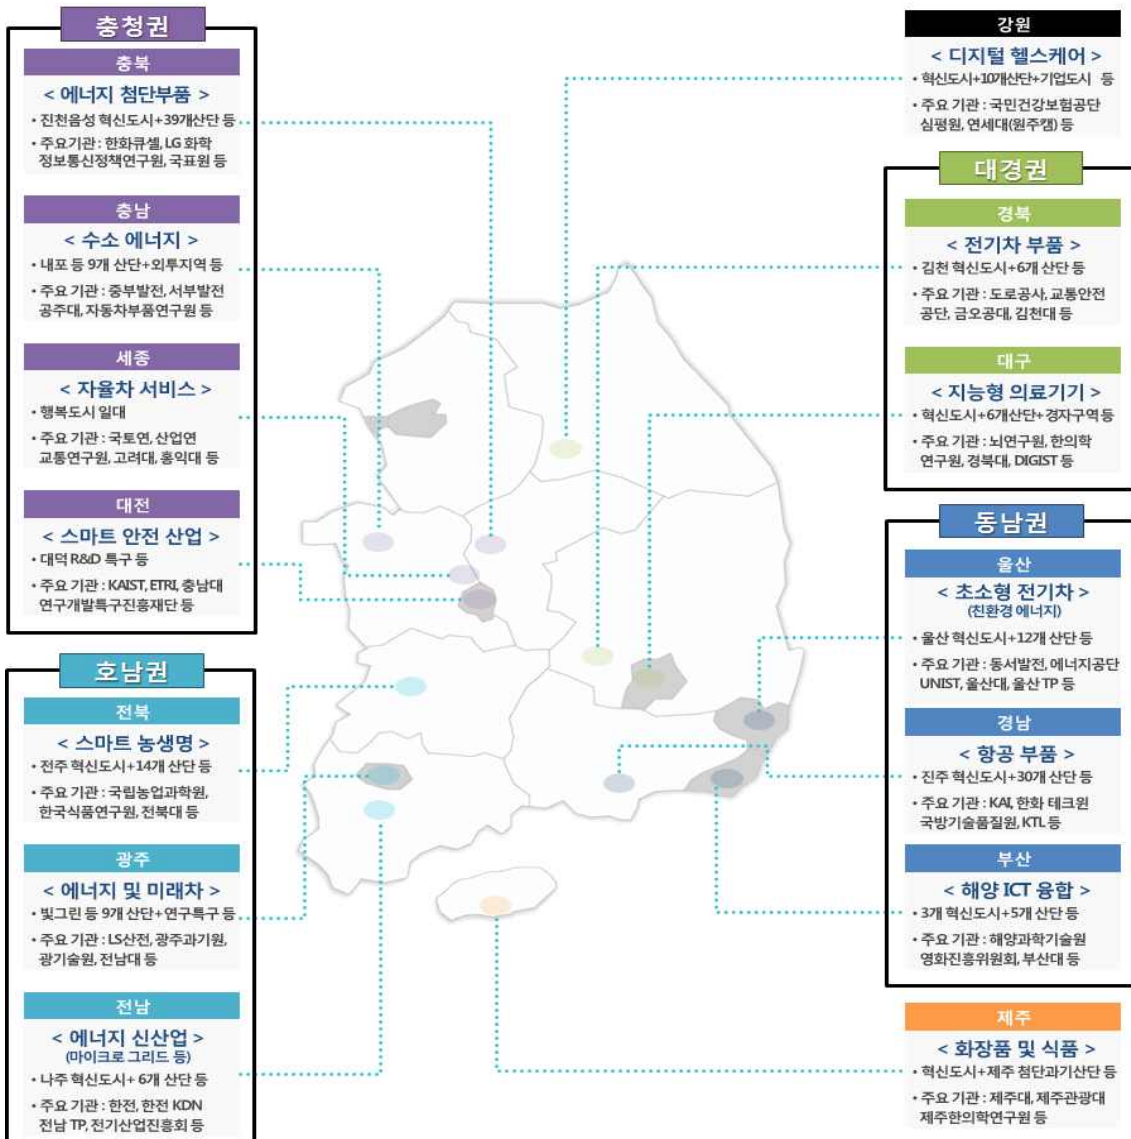 충청권
충북
< 에너지 첨단부품 >
• 진천음성 혁신도시+39개산단 등
• 주요기관 : 한화큐셀, LG 화학
정보통신정책연구원, 국표원 등
충남
< 수소 에너지 >
• 내포 등 9개 산단+외투지역 등
• 주요 기관 : 중부발전, 서부발전
공주대, 자동차부품연구원 등
세종
< 자율차 서비스 >
• 행복도시 일대
• 주요 기관 : 국토연, 산업연
교통연구원, 고려대, 홍익대 등
대전
< 스마트 안전 산업 >
• 대덕 R&D 특구 등
• 주요 기관 : KAIST, ETRI, 충남대
연구개발특구진흥재단 등
호남권
전북
< 스마트 농생명 >
• 전주 혁신도시+14개 산단 등
• 주요 기관 : 국립농업과학원,
한국식품연구원, 전북대 등
광주
< 에너지 및 미래차 >
• 빛그린 등 9개 산단+연구특구 등
• 주요 기관 : LS산전, 광주과기원,
광기술원, 전남대 등
전남
< 에너지 신산업 >
(마이크로 그리드 등)
• 나주 혁신도시+ 6개 산단 등
• 주요 기관 : 한전, 한전 KDN
전남 TP, 전기산업진흥회 등
강원
< 디지털 헬스케어 >
• 혁신도시+10개산단+기업도시 등
• 주요 기관 : 국민건강보험공단
심평원, 연세대(원주캠) 등
대경권
경북
< 전기차 부품 >
• 김천 혁신도시+6개 산단 등
• 주요 기관 : 도로공사, 교통안전
공단, 금오공대, 김천대 등
대구
< 지능형 의료기기 >
• 혁신도시+6개산단+경자구역 등
• 주요 기관 : 뇌연구원, 한의학
연구원, 경북대, DIGIST 등
동남권
울산
< 초소형 전기차 >
(친환경 에너지)
• 울산 혁신도시+12개 산단 등
• 주요 기관 : 동서발전, 에너지공단
UNIST, 울산대, 울산 TP 등
경남
< 항공 부품 >
• 진주 혁신도시+30개 산단 등
• 주요 기관 : KAI, 한화 테크윈
국방기술품질원, KTL 등
부산
< 해양 ICT 융합 >
• 3개 혁신도시+5개 산단 등
• 주요 기관 : 해양과학기술원
영화진흥위원회, 부산대 등
제주
< 화장품 및 식품 >
• 혁신도시+제주 첨단과기산단 등
• 주요 기관 : 제주대, 제주관광대
제주한의학연구원 등